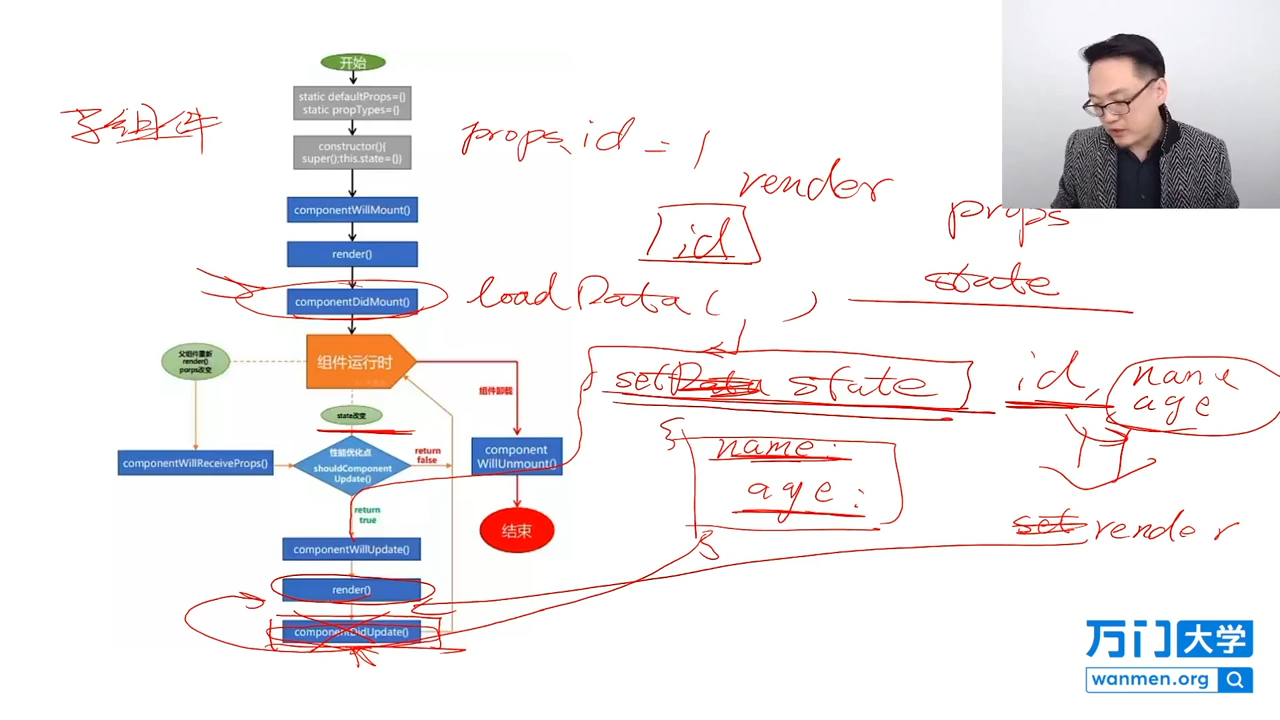 开始
static defaultProps={}
static propTypes={}
constructor(){
super();this.state={}}
componentWillMount()
render()
componentDidMount()
组件运行时
父组件重新
render()
porps改变
state改变
组件卸载
componentWillReceiveProps()
性能优化点
shouldComponent
Update()
return
false
component
WillUnmount()
return
true
结束
componentWillUpdate()
render()
componentDidUpdate()
子组件
props.id = 1
render
id
props
state
loadData( )
setData state
id, name
age
{
name:
age:
}
set render
万门大学
wanmen.org